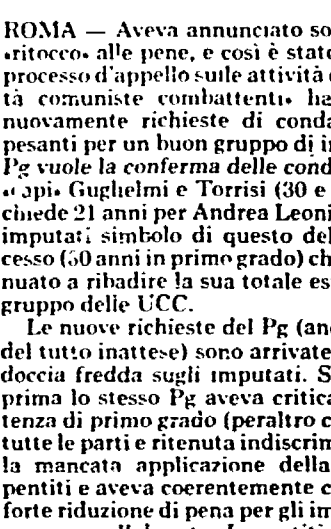 ROMA — Aveva annunciato so
«ritocco» alle pene, e così è stato
processo d'appello sulle attività
tà comuniste combattenti» ha
nuovamente richieste di conda
pesanti per un buon gruppo di i
Pg vuole la conferma delle cond
«capi» Guglielmi e Torrisi (30 e
chiede 21 anni per Andrea Leoni
imputati simbolo di questo del
cesso (30 anni in primo grado) ch
nuato a ribadire la sua totale es
gruppo delle UCC.
Le nuove richieste del Pg (an
del tutto inattese) sono arrivate
doccia fredda sugli imputati. S
prima lo stesso Pg aveva critica
tenza di primo grado (peraltro c
tutte le parti e ritenuta indiscrim
la mancata applicazione della
pentiti e aveva coerentemente c
forte riduzione di pena per gli im